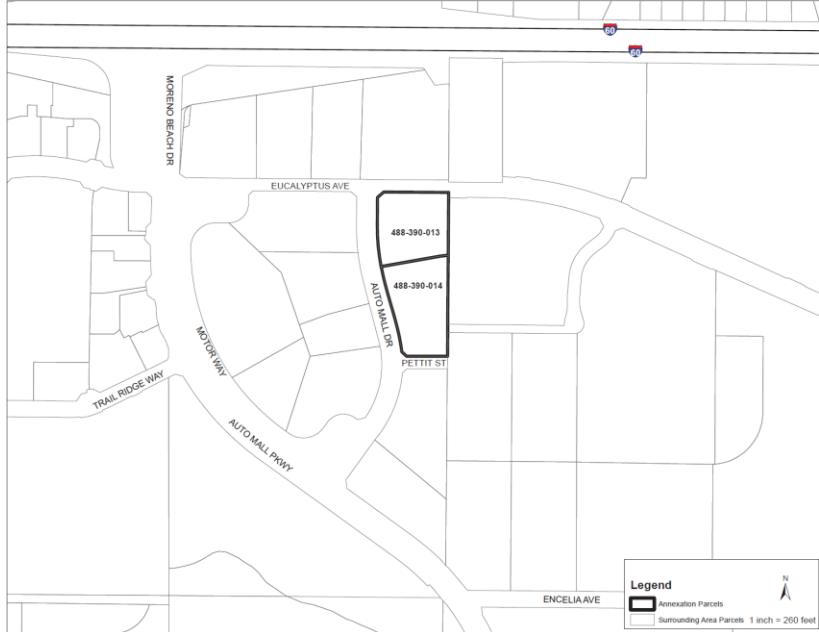 60
60
MORENO BEACH DR
EUCALYPTUS AVE
488-390-013
488-390-014
AUTO MALL DR
MOTOR WAY
PETTIT ST
TRAIL RIDGE WAY
AUTO MALL PKWY
ENCELIA AVE
Legend
N
Annexation Parcels
Surrounding Area Parcels 1 inch = 260 feet